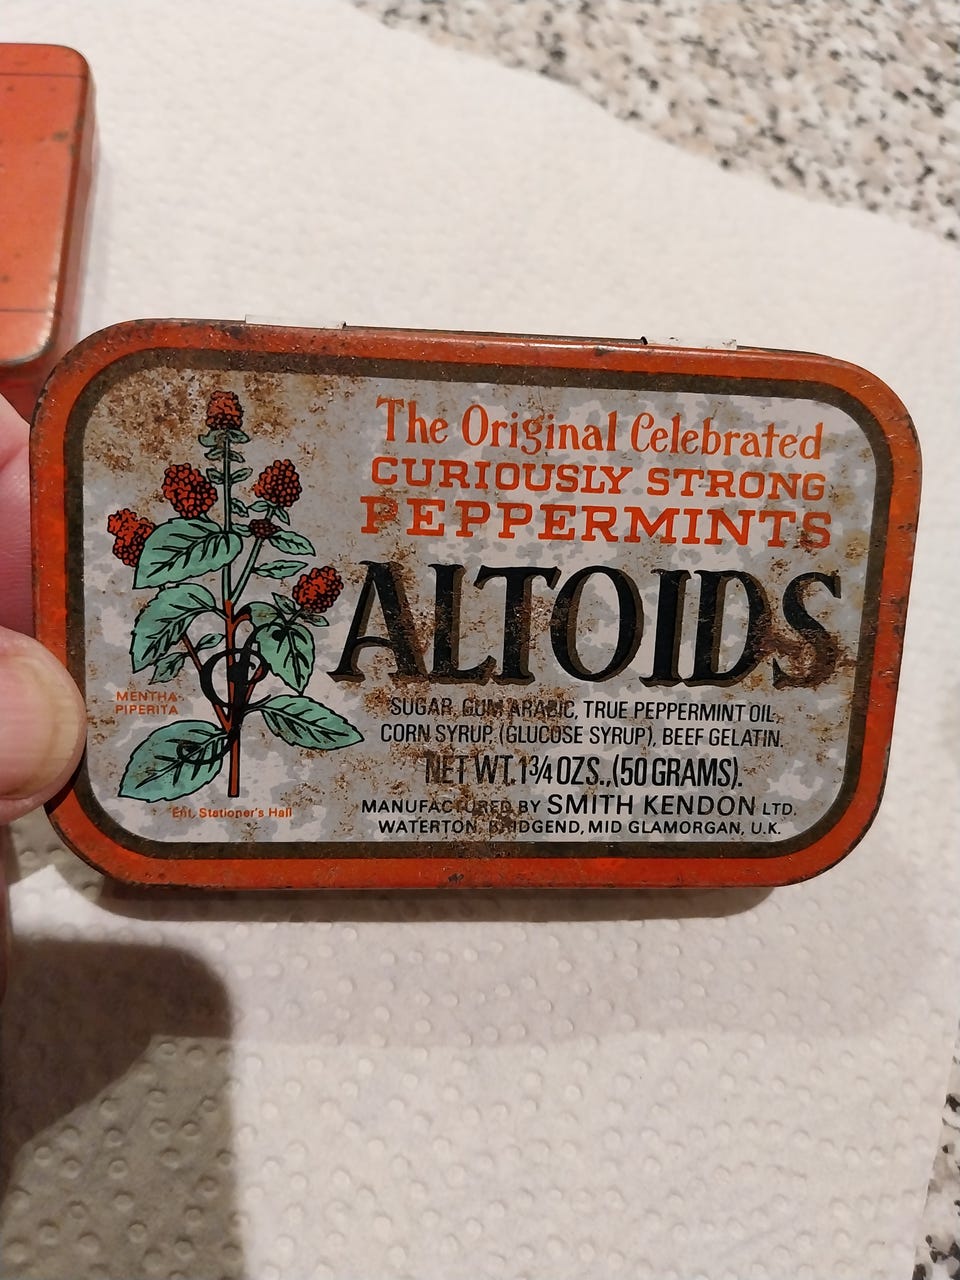 The Original Celebrated
CURIOUSLY STRONG
PEPPERMINTS
ALTOIDS
MENTHA
PIPERITA
SUGAR, GUM ARABIC, TRUE PEPPERMINT OIL,
CORN SYRUP, (GLUCOSE SYRUP), BEEF GELATIN.
NET WT. 1¾ OZS., (50 GRAMS).
Ent. Stationer's Hall
MANUFACTURED BY SMITH KENDON LTD.
WATERTON, BRIDGEND, MID GLAMORGAN, U.K.